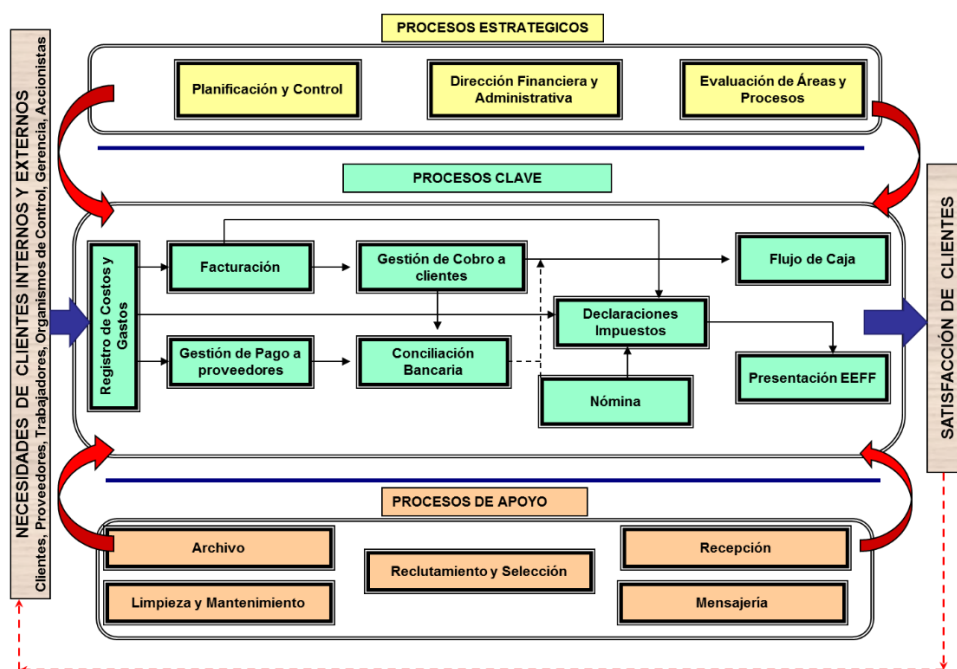 PROCESOS ESTRATEGICOS
Planificación y Control
Dirección Financiera y
Administrativa
Evaluación de Áreas y
Procesos
NECESIDADES DE CLIENTES INTERNOS Y EXTERNOS
Clientes, Proveedores, Trabajadores, Organismos de Control, Gerencia, Accionistas
PROCESOS CLAVE
Registro de Costos y
Gastos
Facturación
Gestión de Cobro a
clientes
Flujo de Caja
Declaraciones
Impuestos
Gestión de Pago a
proveedores
Conciliación
Bancaria
Nómina
Presentación EEFF
SATISFACCIÓN DE CLIENTES
PROCESOS DE APOYO
Archivo
Recepción
Reclutamiento y Selección
Limpieza y Mantenimiento
Mensajería